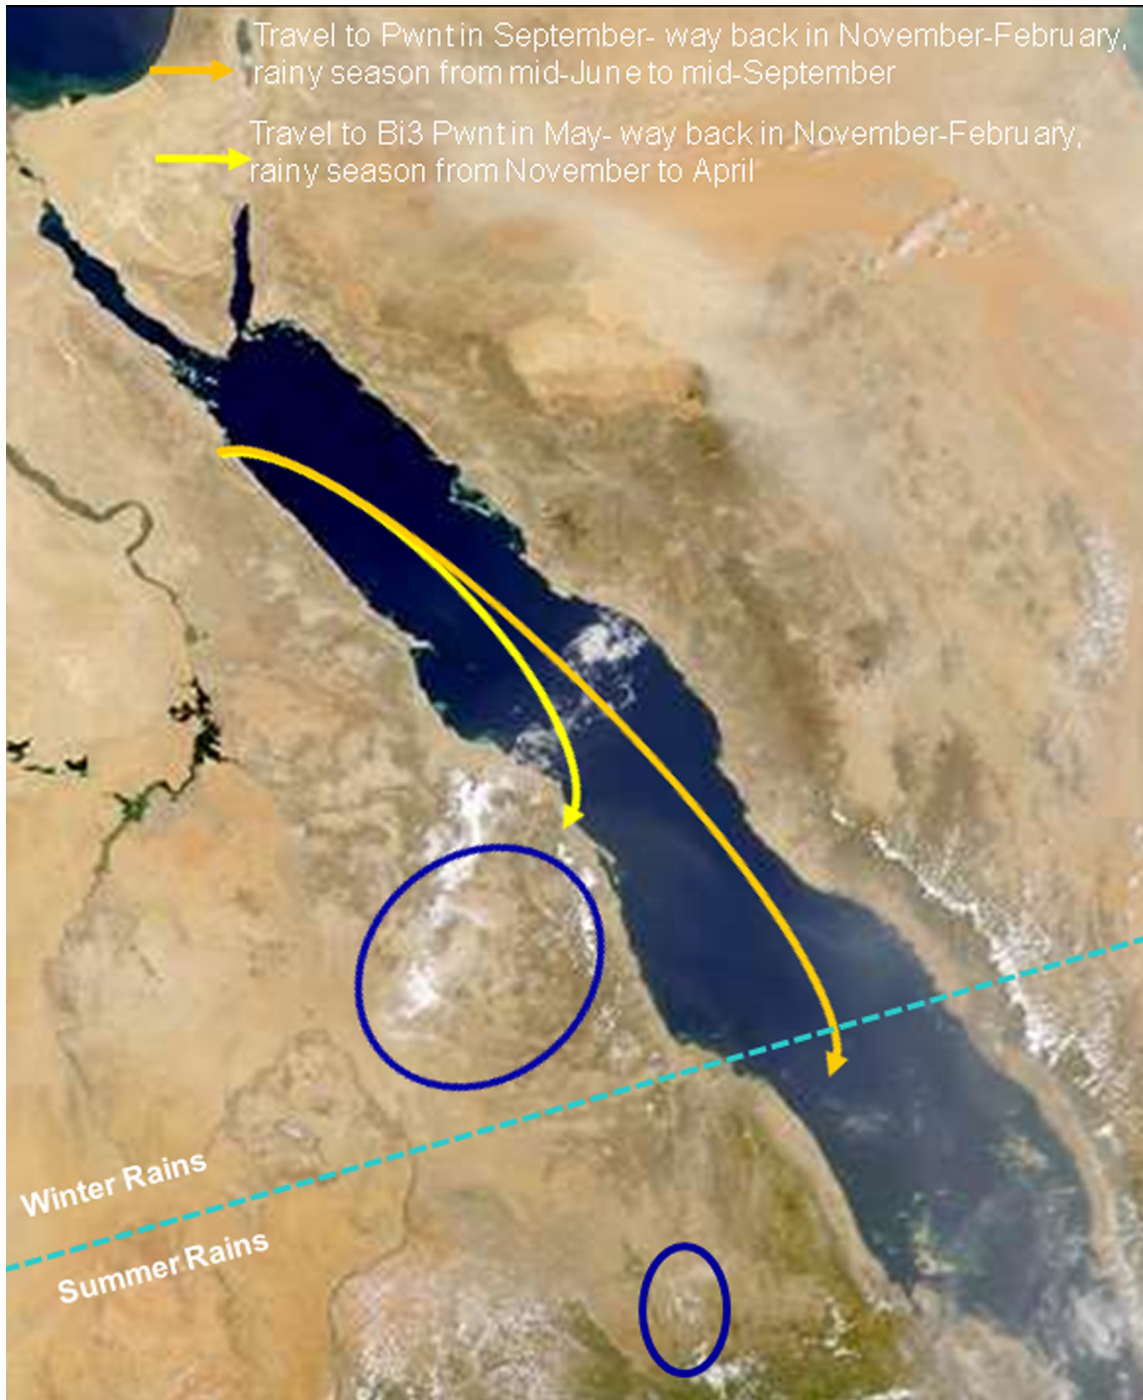 Travel to Pwnt in September- way back in November-February,
rainy season from mid-June to mid-September
Travel to Bi3 Pwnt in May- way back in November-February,
rainy season from November to April
Winter Rains
Summer Rains